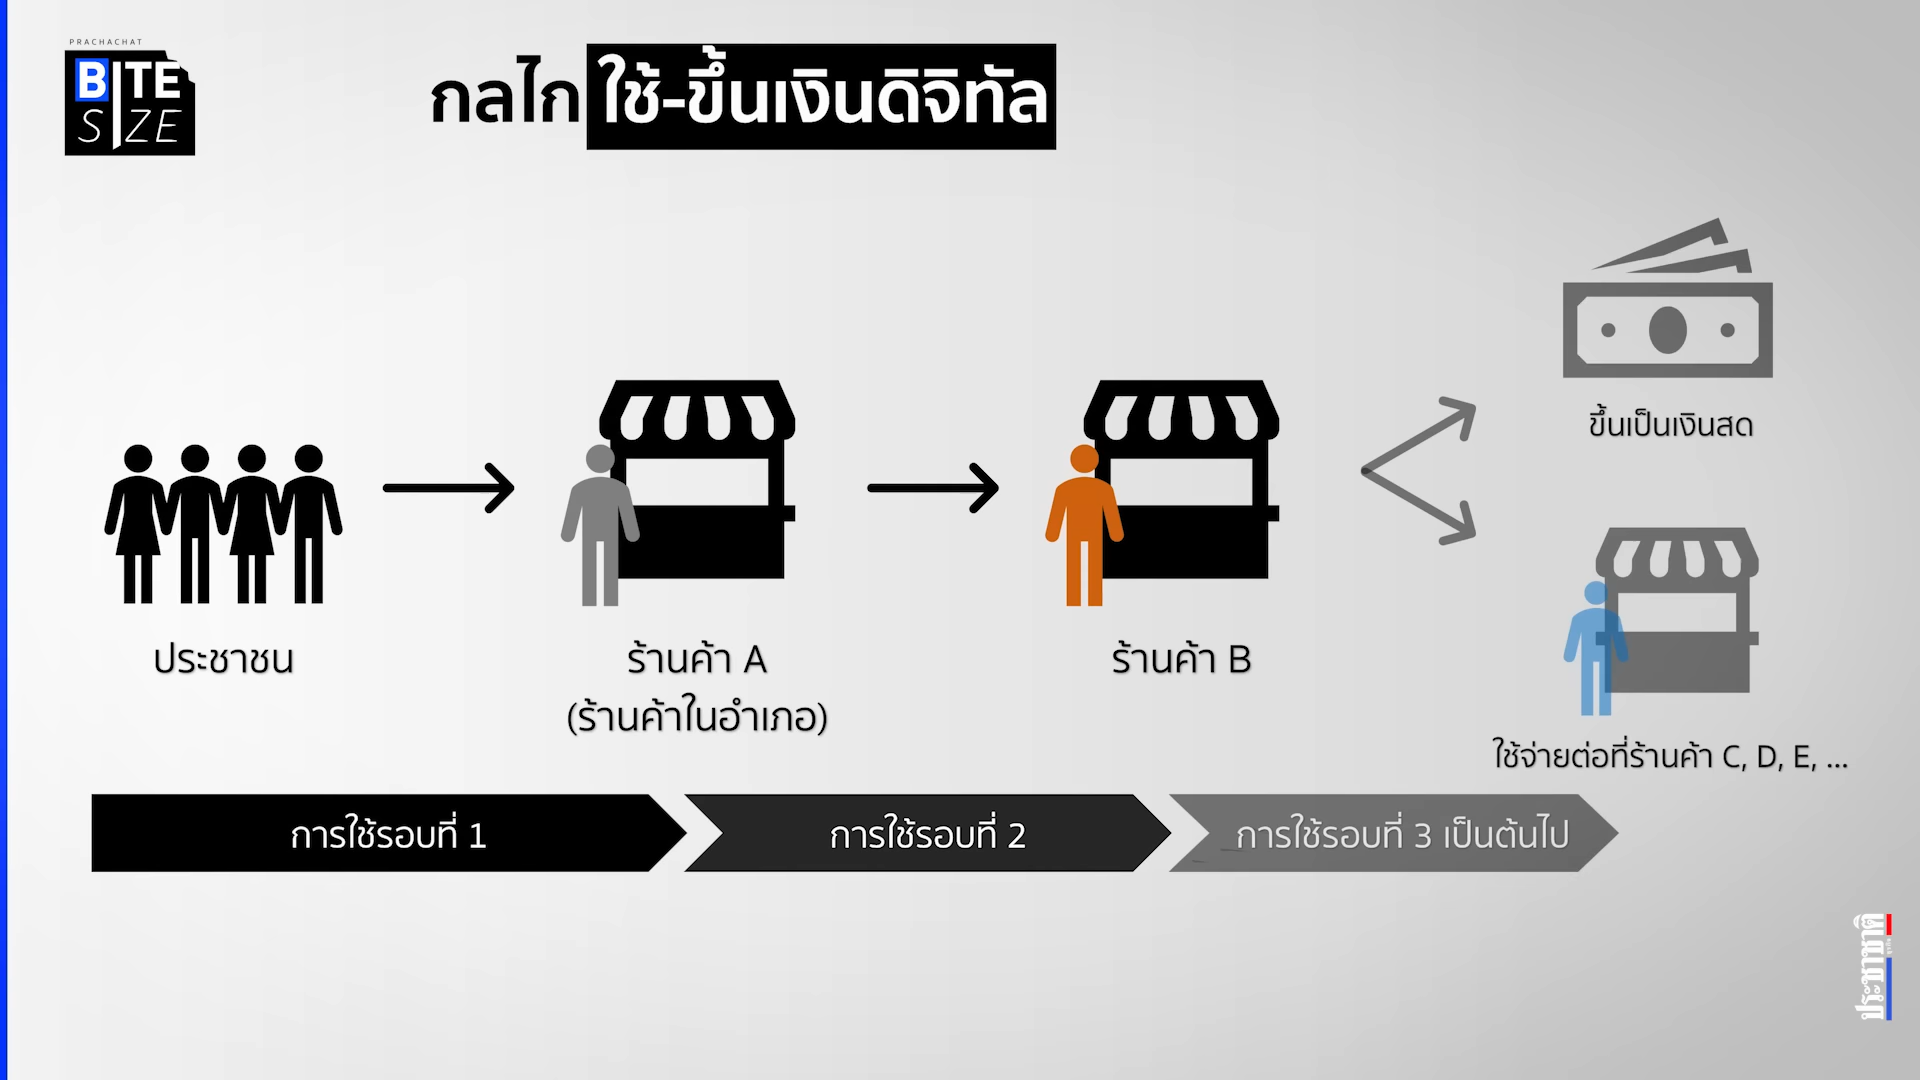 PRACHACHAT
BITE
SIZE
กลไก ใช้-ขึ้นเงินดิจิทัล
ขึ้นเป็นเงินสด
ประชาชน
ร้านค้า A
(ร้านค้าในอำเภอ)
ร้านค้า B
ใช้จ่ายต่อที่ร้านค้า C, D, E, ...
การใช้รอบที่ 1
การใช้รอบที่ 2
การใช้รอบที่ 3 เป็นต้นไป
ประชาชาติ